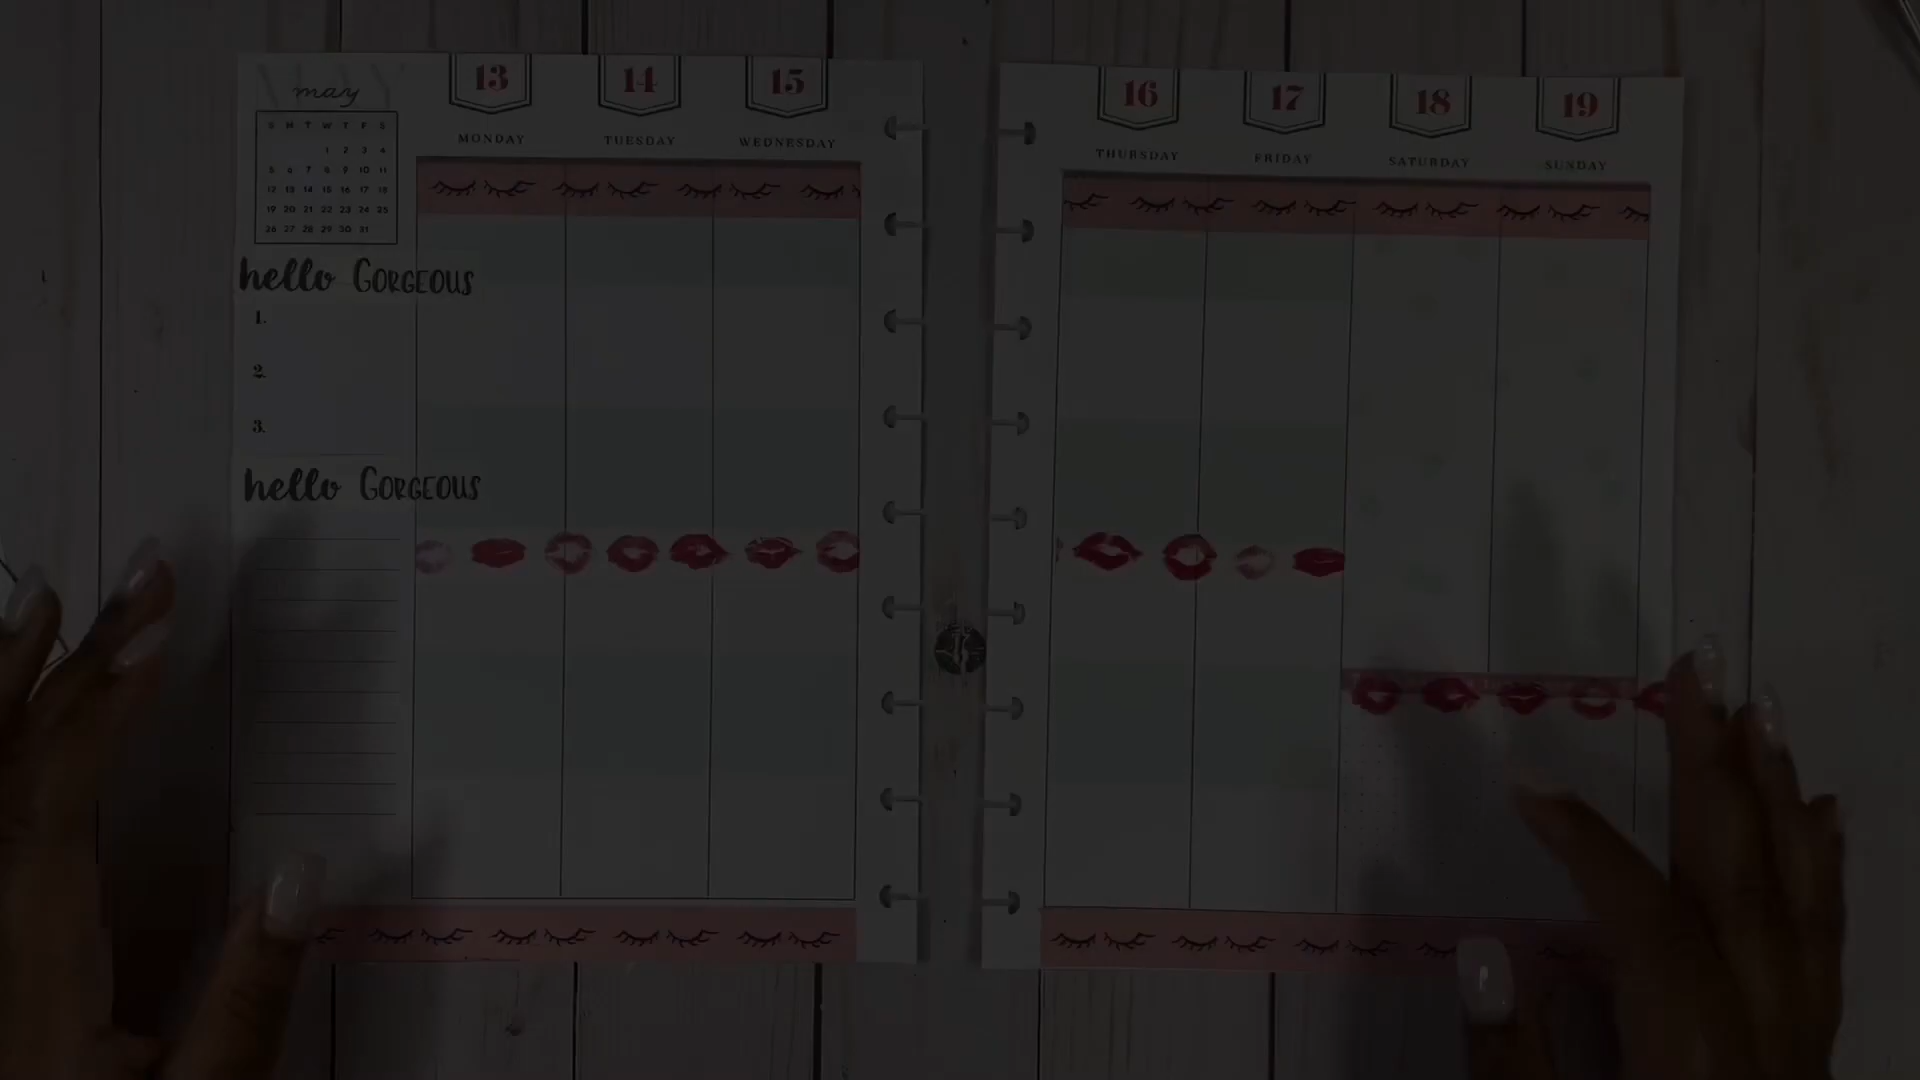 may
S M T W T F S
1 2 3 4
5 6 7 8 9 10 11
12 13 14 15 16 17 18
19 20 21 22 23 24 25
26 27 28 29 30 31
13 14 15
MONDAY TUESDAY WEDNESDAY
hello GORGEOUS
1.
2.
3.
hello GORGEOUS
16 17 18 19
THURSDAY FRIDAY SATURDAY SUNDAY